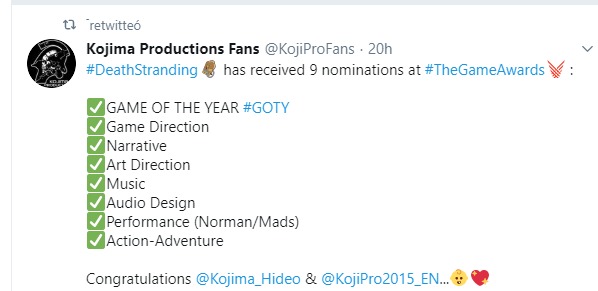 retwitteó
Kojima Productions Fans @KojiProFans · 20h
#DeathStranding has received 9 nominations at #TheGameAwards :
GAME OF THE YEAR #GOTY
Game Direction
Narrative
Art Direction
Music
Audio Design
Performance (Norman/Mads)
Action-Adventure
Congratulations @Kojima_Hideo & @KojiPro2015_EN...